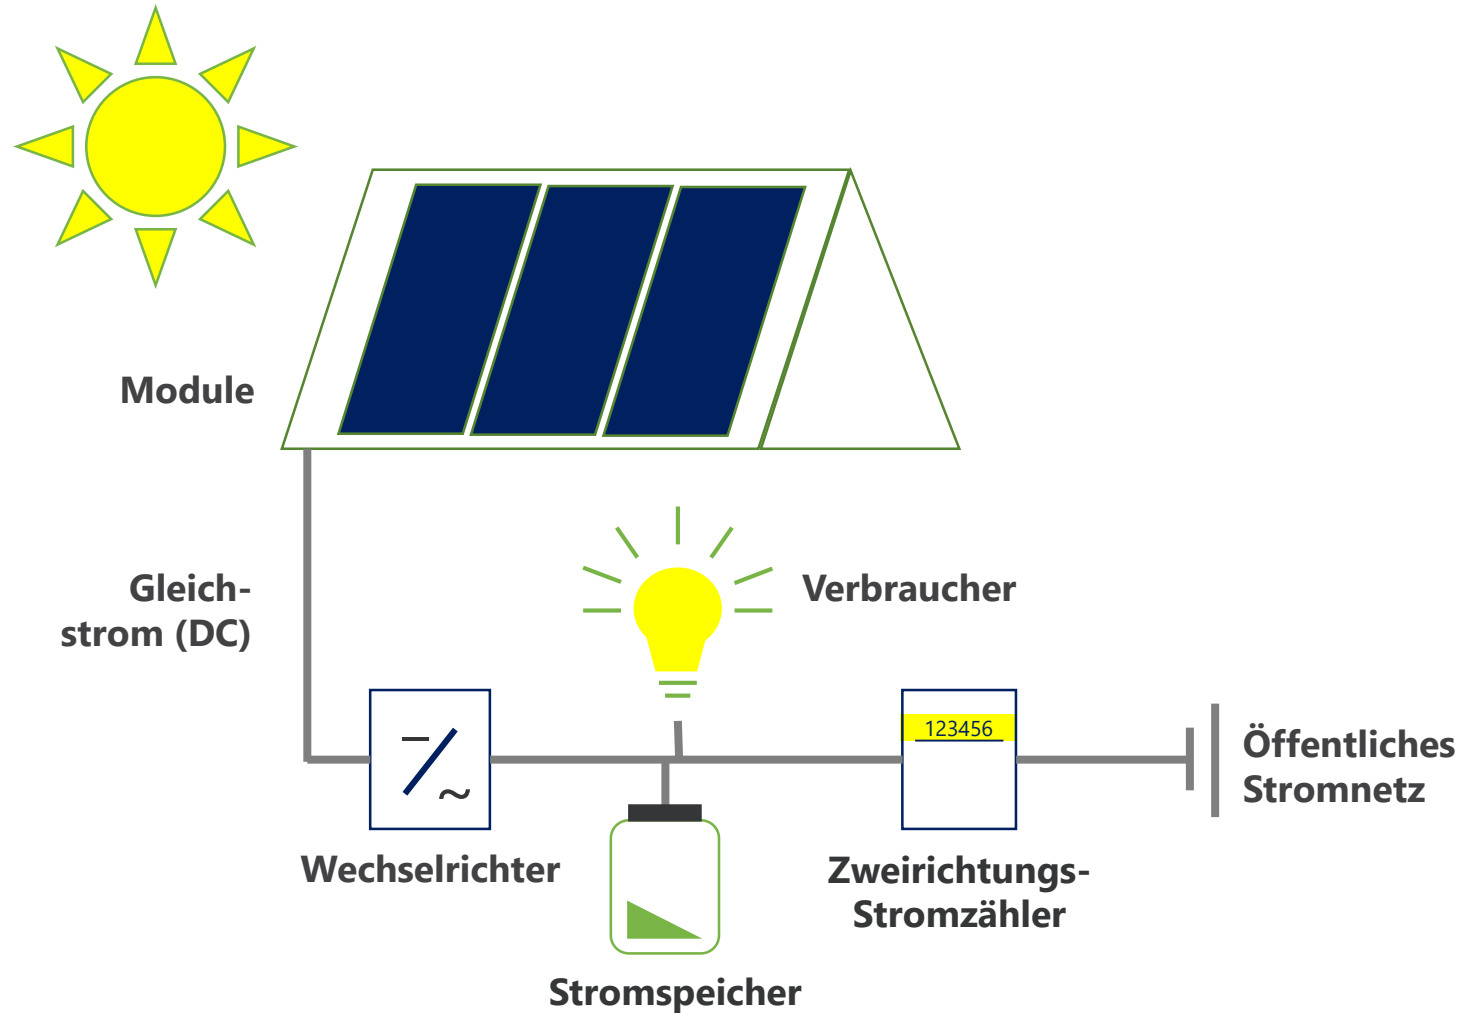 Module
Gleich-
strom (DC)
Verbraucher
123456
Öffentliches
Stromnetz
Wechselrichter
Zweirichtungs-
Stromzähler
Stromspeicher